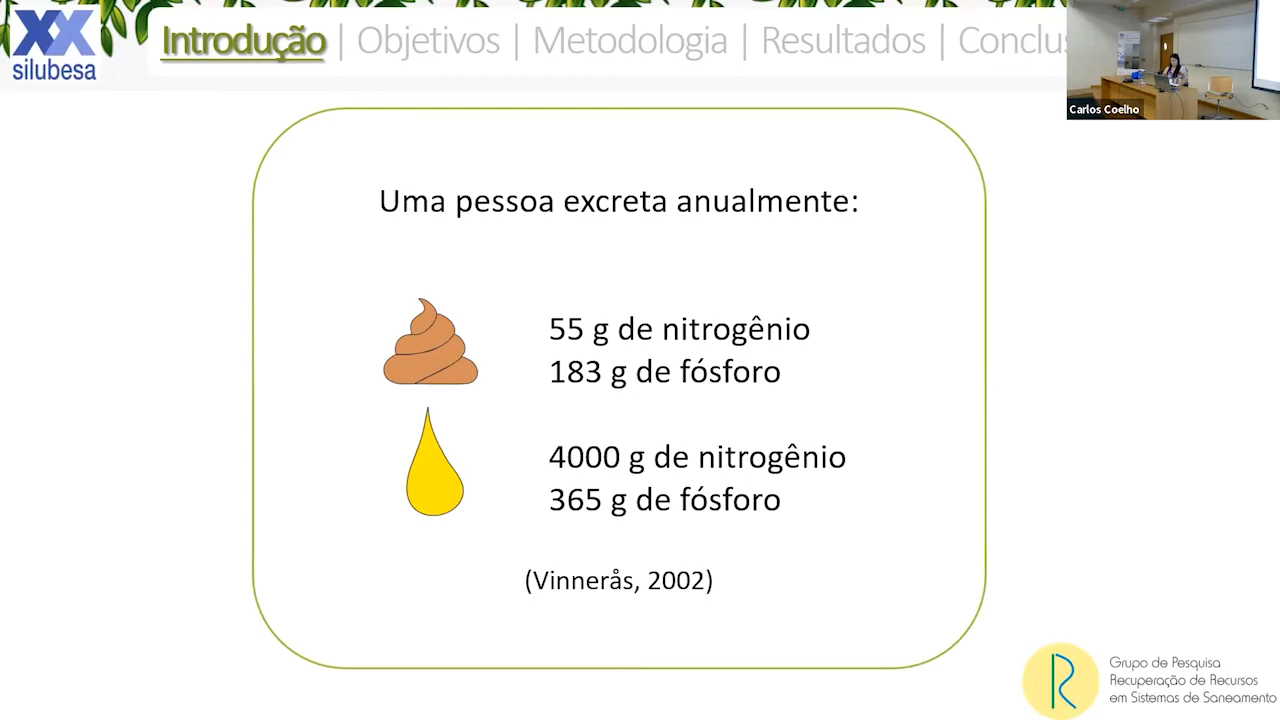 XX
silubesa
Introdução | Objetivos | Metodologia | Resultados |
Carlos Coelho
Uma pessoa excreta anualmente:
55 g de nitrogênio
183 g de fósforo
4000 g de nitrogênio
365 g de fósforo
(Vinnerås, 2002)
R
Grupo de Pesquisa
Recuperação de Recursos
em Sistemas de Saneamento